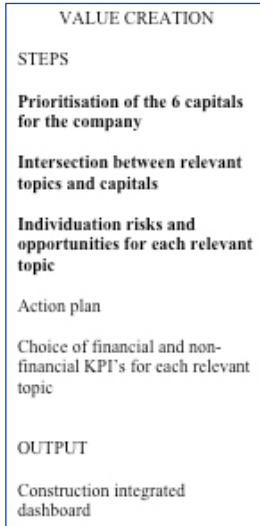 VALUE CREATION
STEPS
Prioritisation of the 6 capitals
for the company
Intersection between relevant
topics and capitals
Individuation risks and
opportunities for each relevant
topic
Action plan
Choice of financial and non-
financial KPI's for each relevant
topic
OUTPUT
Construction integrated
dashboard